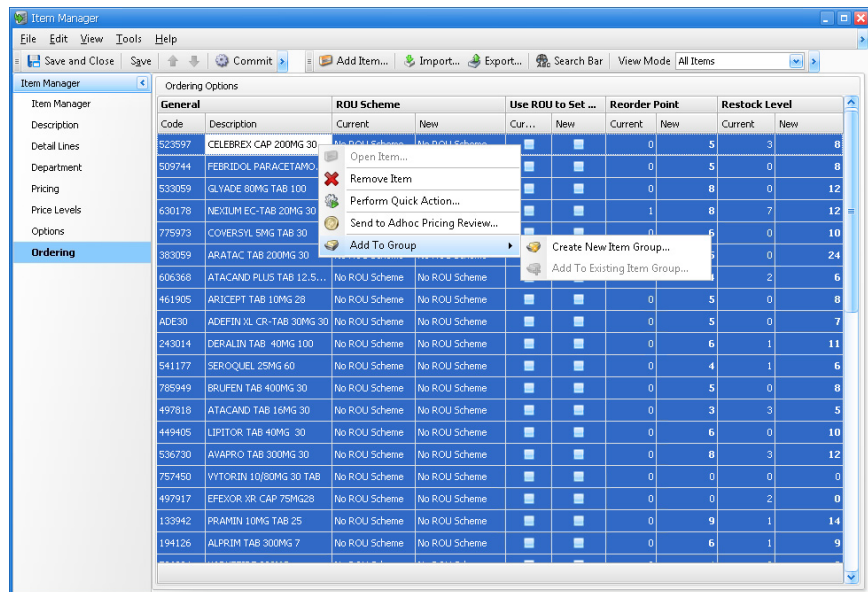 Item Manager
File Edit View Tools Help
Save and Close Save Commit Add Item... Import... Export... Search Bar View Mode All Items
Item Manager
Item Manager
Description
Detail Lines
Department
Pricing
Price Levels
Options
Ordering
Ordering Options
General ROU Scheme Use ROU to Set ... Reorder Point Restock Level
Code Description Current New Cur... New Current New Current New
523597 CELEBREX CAP 200MG 30 No ROU Scheme No ROU Scheme 0 5 3 8
509744 FEBRIDOL PARACETAMO... 0 5 0 8
533059 GLYADE 80MG TAB 100 0 8 0 12
630178 NEXIUM EC-TAB 20MG 30 1 8 7 12
775973 COVERSYL 5MG TAB 30 0 6 0 10
383059 ARATAC TAB 200MG 30 0 24
606368 ATACAND PLUS TAB 12.5... 2 6
Open Item...
Remove Item
Perform Quick Action...
Send to Adhoc Pricing Review...
Add To Group
Create New Item Group...
Add To Existing Item Group...
461905 ARICEPT TAB 10MG 28 No ROU Scheme No ROU Scheme 0 5 0 8
ADE30 ADEFIN XL CR-TAB 30MG 30 No ROU Scheme No ROU Scheme 0 5 0 7
243014 DERALIN TAB 40MG 100 No ROU Scheme No ROU Scheme 0 6 1 11
541177 SEROQUEL 25MG 60 No ROU Scheme No ROU Scheme 0 4 1 6
785949 BRUFEN TAB 400MG 30 No ROU Scheme No ROU Scheme 0 5 0 8
497818 ATACAND TAB 16MG 30 No ROU Scheme No ROU Scheme 0 3 3 5
449405 LIPITOR TAB 40MG 30 No ROU Scheme No ROU Scheme 0 6 0 10
536730 AVAPRO TAB 300MG 30 No ROU Scheme No ROU Scheme 0 8 3 12
757450 VYTORIN 10/80MG 30 TAB No ROU Scheme No ROU Scheme 0 0 0 0
497917 EFEXOR XR CAP 75MG28 No ROU Scheme No ROU Scheme 0 0 2 0
133942 PRAMIN 10MG TAB 25 No ROU Scheme No ROU Scheme 0 9 1 14
194126 ALPRIM TAB 300MG 7 No ROU Scheme No ROU Scheme 0 6 1 9